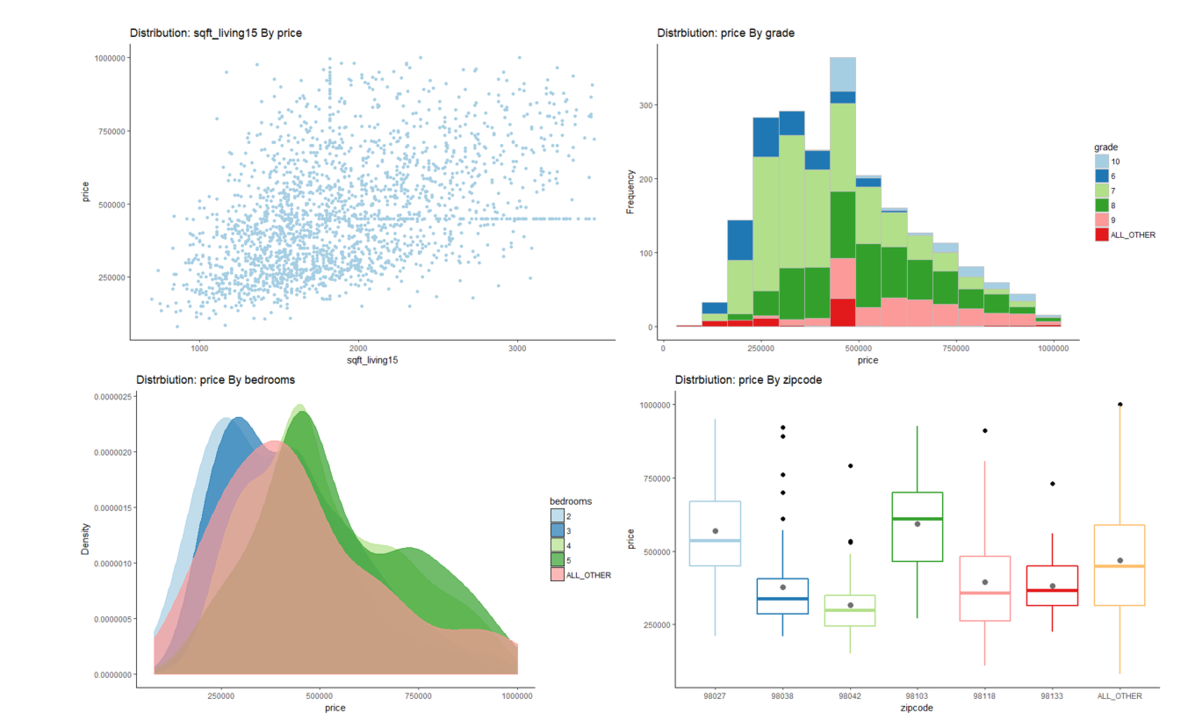 Distribution: sqft_living15 By price
1000000
750000
500000
250000
price
1000
2000
3000
sqft_living15
Distrbiution: price By grade
300
200
100
0
Frequency
0
250000
500000
750000
1000000
price
grade
10
6
7
8
9
ALL_OTHER
Distrbiution: price By bedrooms
0.0000025
0.0000020
0.0000015
0.0000010
0.0000005
0.0000000
Density
250000
500000
750000
1000000
price
bedrooms
2
3
4
5
ALL_OTHER
Distrbiution: price By zipcode
1000000
750000
500000
250000
price
98027
98038
98042
98103
98118
98133
ALL_OTHER
zipcode